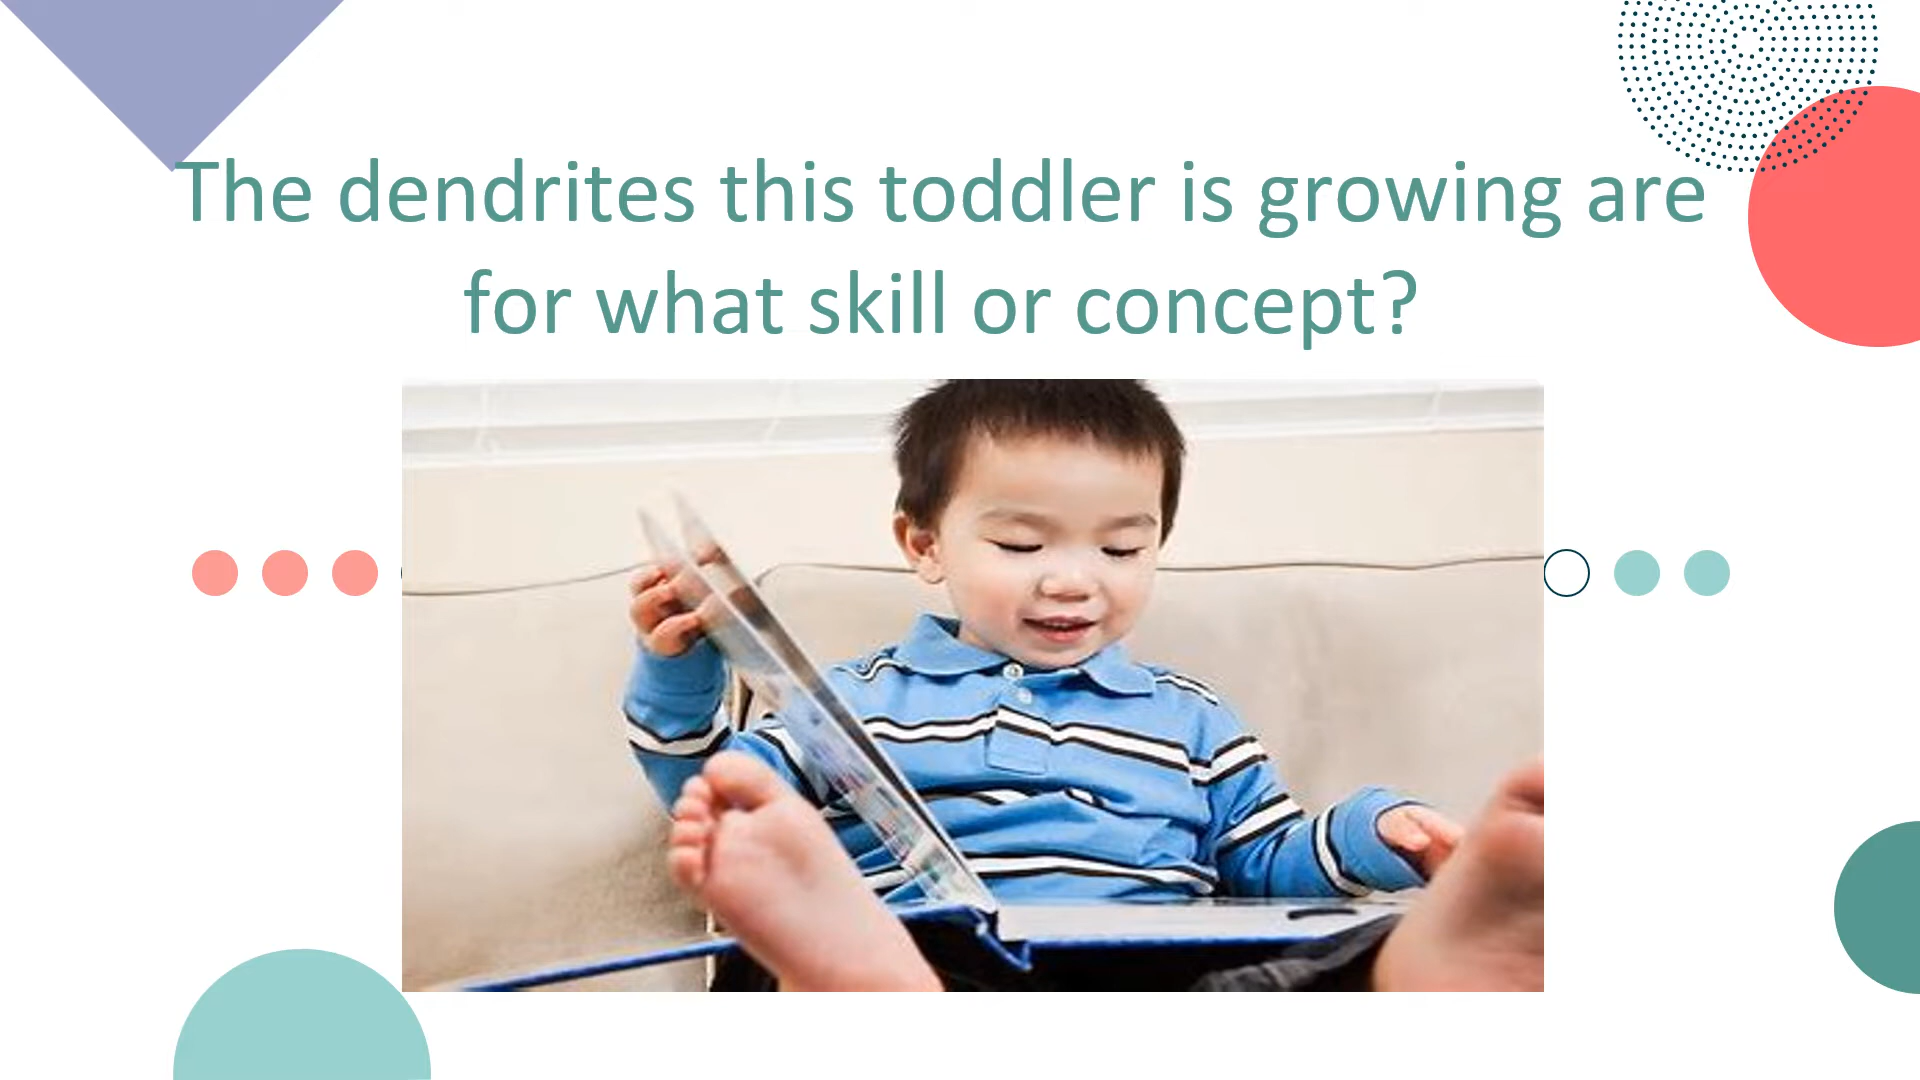 The dendrites this toddler is growing are
for what skill or concept?